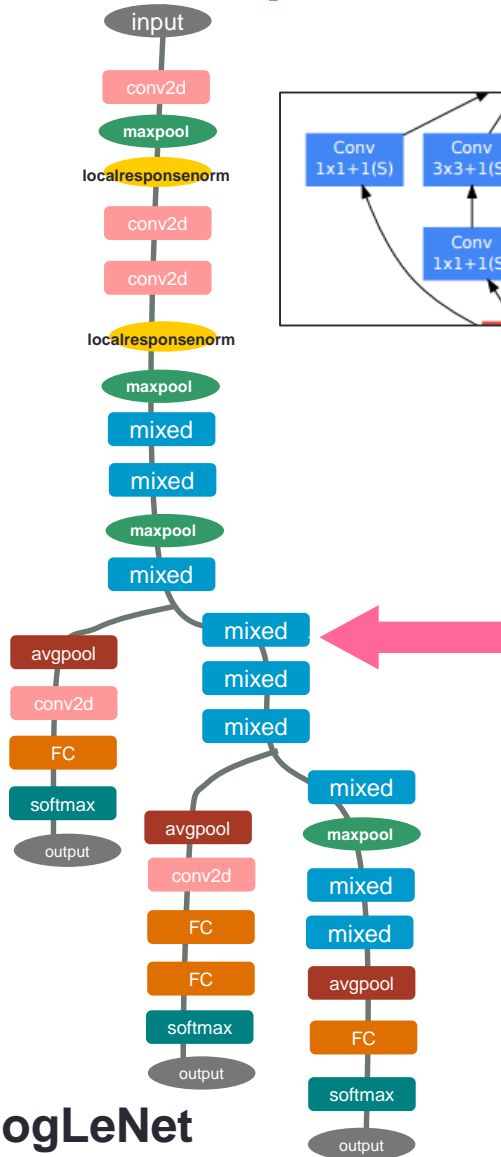 input
conv2d
maxpool
localresponsenorm
conv2d
conv2d
localresponsenorm
maxpool
mixed
mixed
maxpool
mixed
Conv
1x1+1(S)
Conv
3x3+1(S
Conv
1x1+1(S
mixed
mixed
mixed
avgpool
conv2d
FC
softmax
output
avgpool
conv2d
FC
FC
softmax
output
mixed
maxpool
mixed
mixed
avgpool
FC
softmax
output
ogLeNet